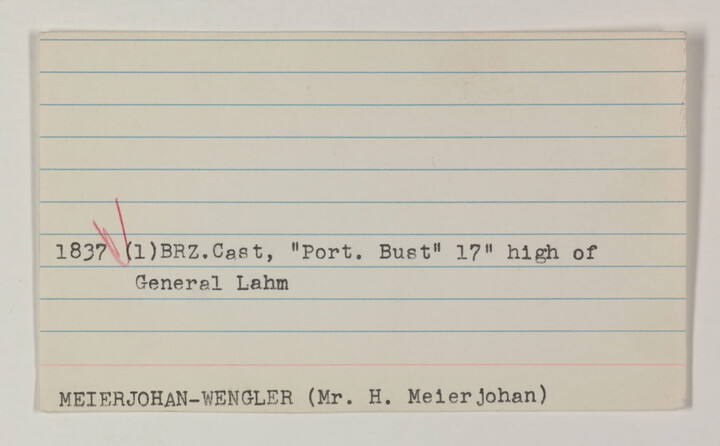 1837 (1)BRZ.Cast, "Port. Bust" 17" high of
General Lahm
MEIERJOHAN-WENGLER (Mr. H. Meierjohan)